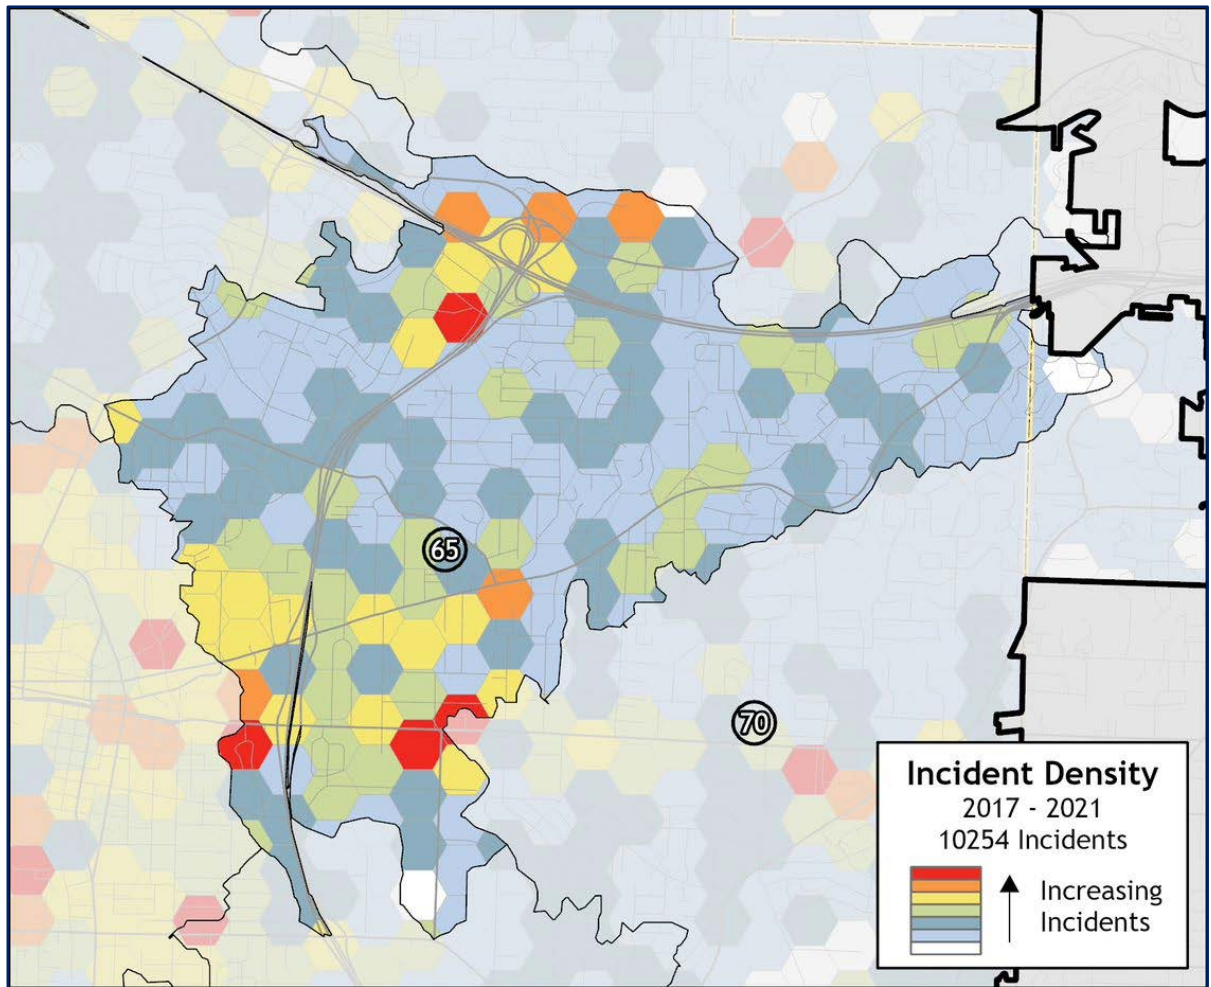 65
70
Incident Density
2017 - 2021
10254 Incidents
Increasing
Incidents